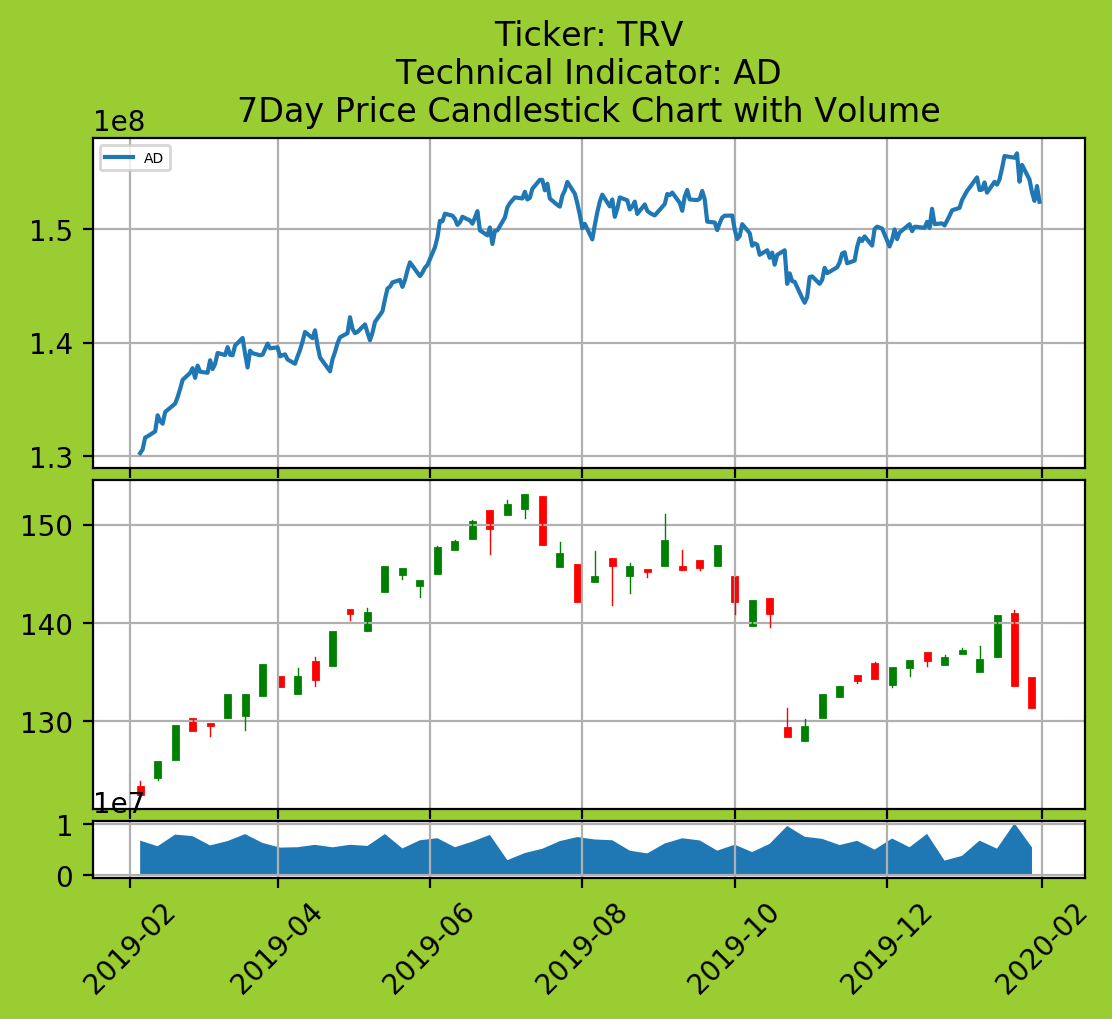 Ticker: TRV
Technical Indicator: AD
7Day Price Candlestick Chart with Volume
1e8
AD
1.5
1.4
1.3
150
140
130
1e7
1
0
2019-02
2019-04
2019-06
2019-08
2019-10
2019-12
2020-02